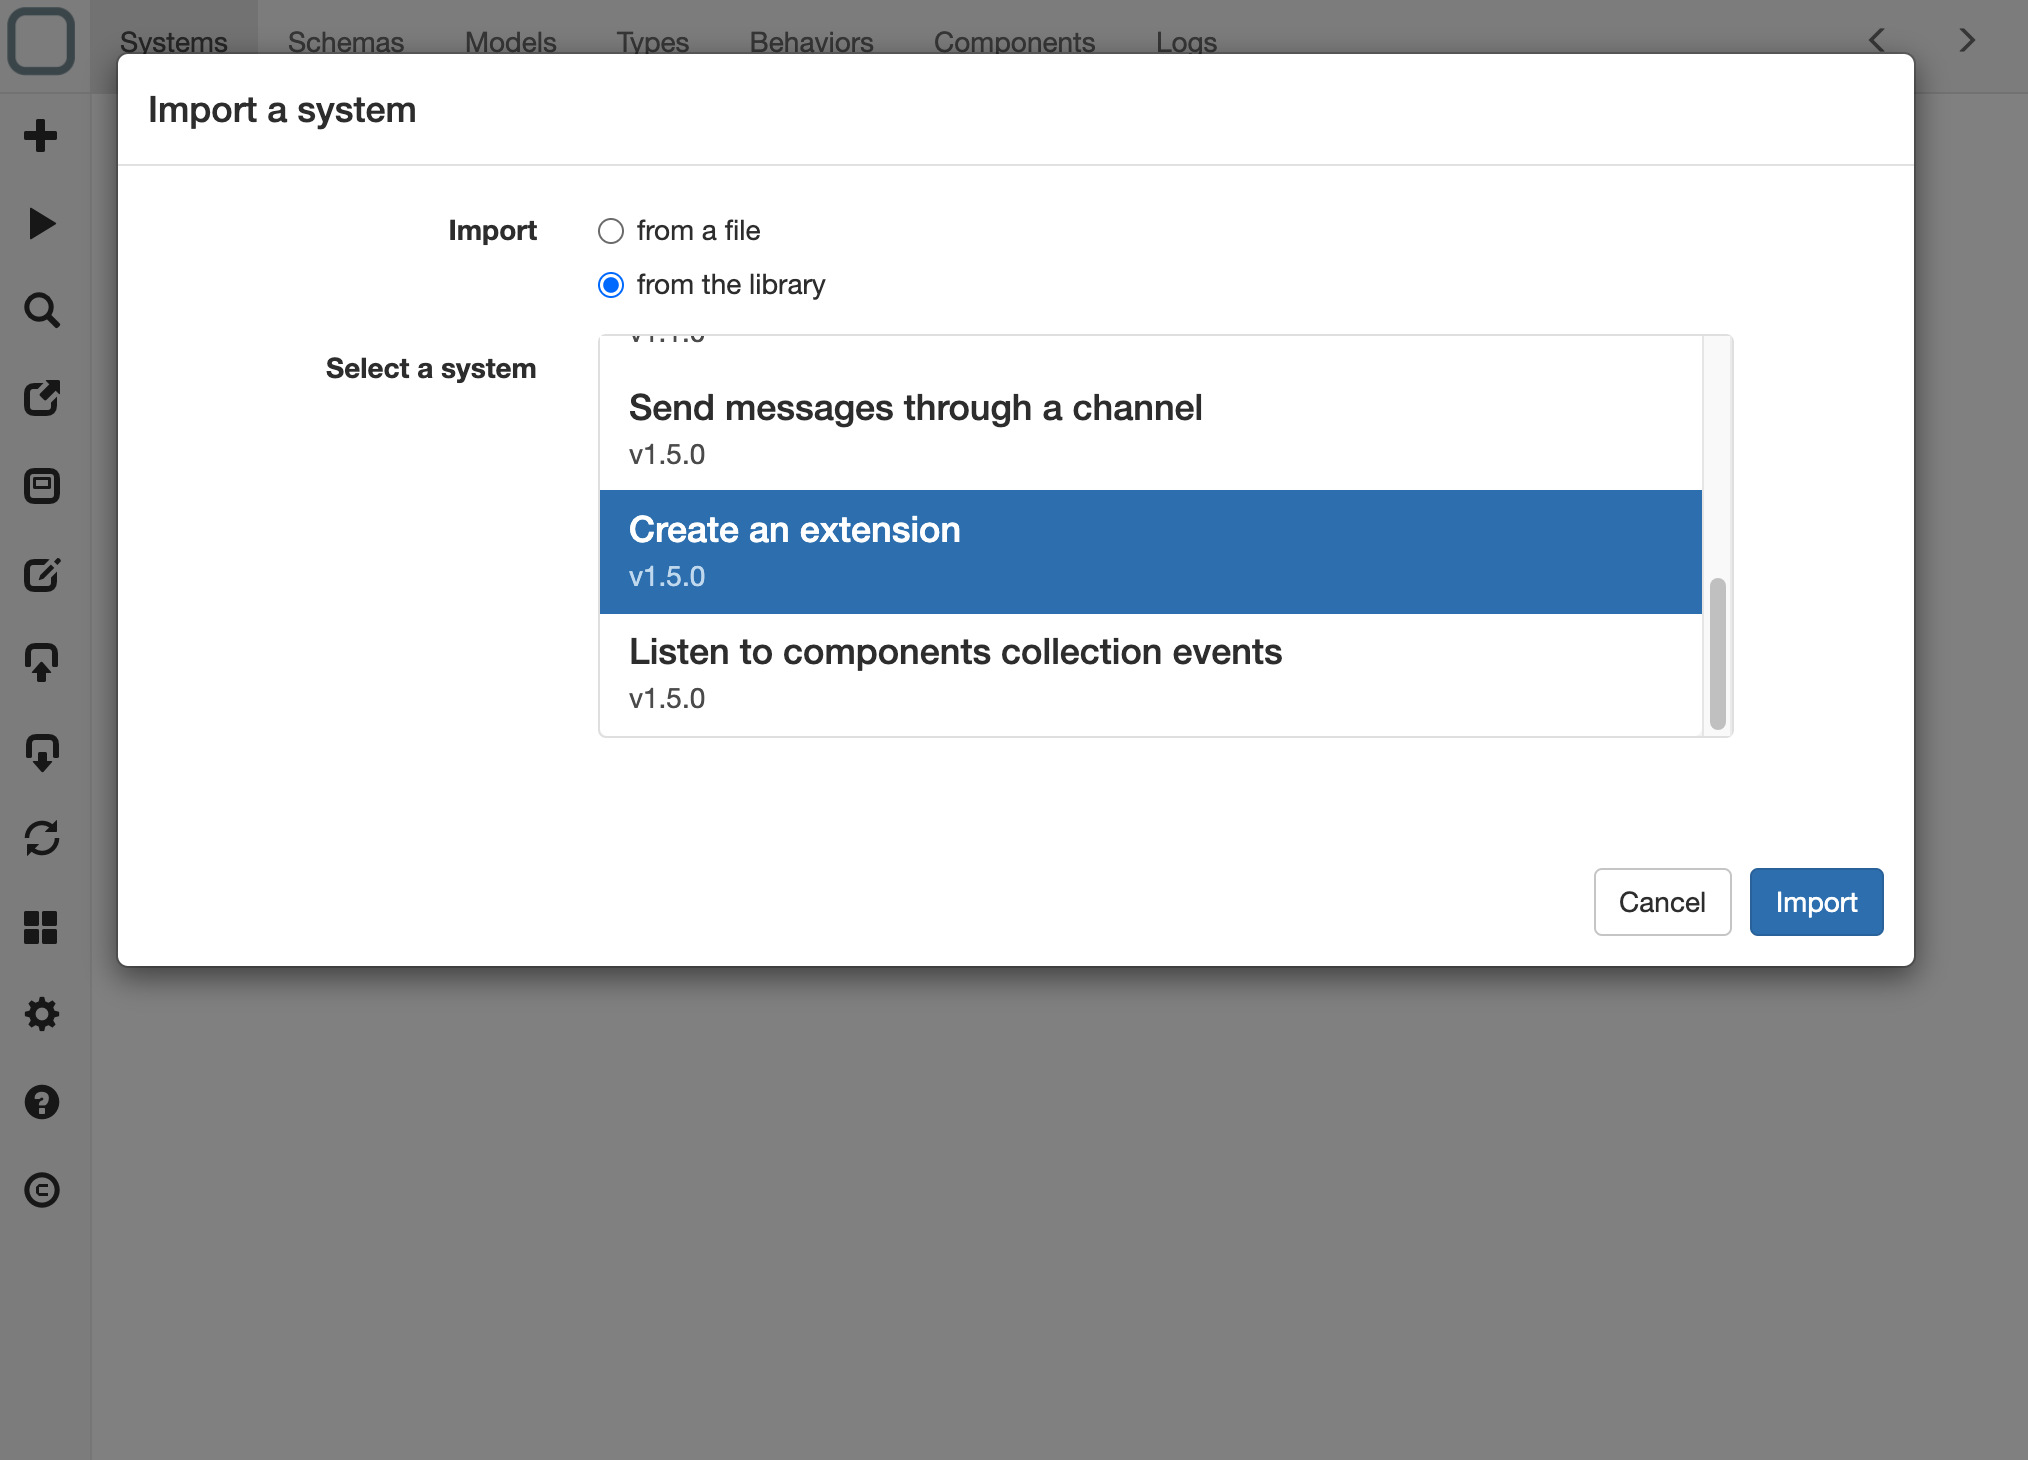 Systems Schemas Models Types Behaviors Components Logs
Import a system
Import
from a file
from the library
Select a system
Send messages through a channel
v1.5.0
Create an extension
v1.5.0
Listen to components collection events
v1.5.0
Cancel Import